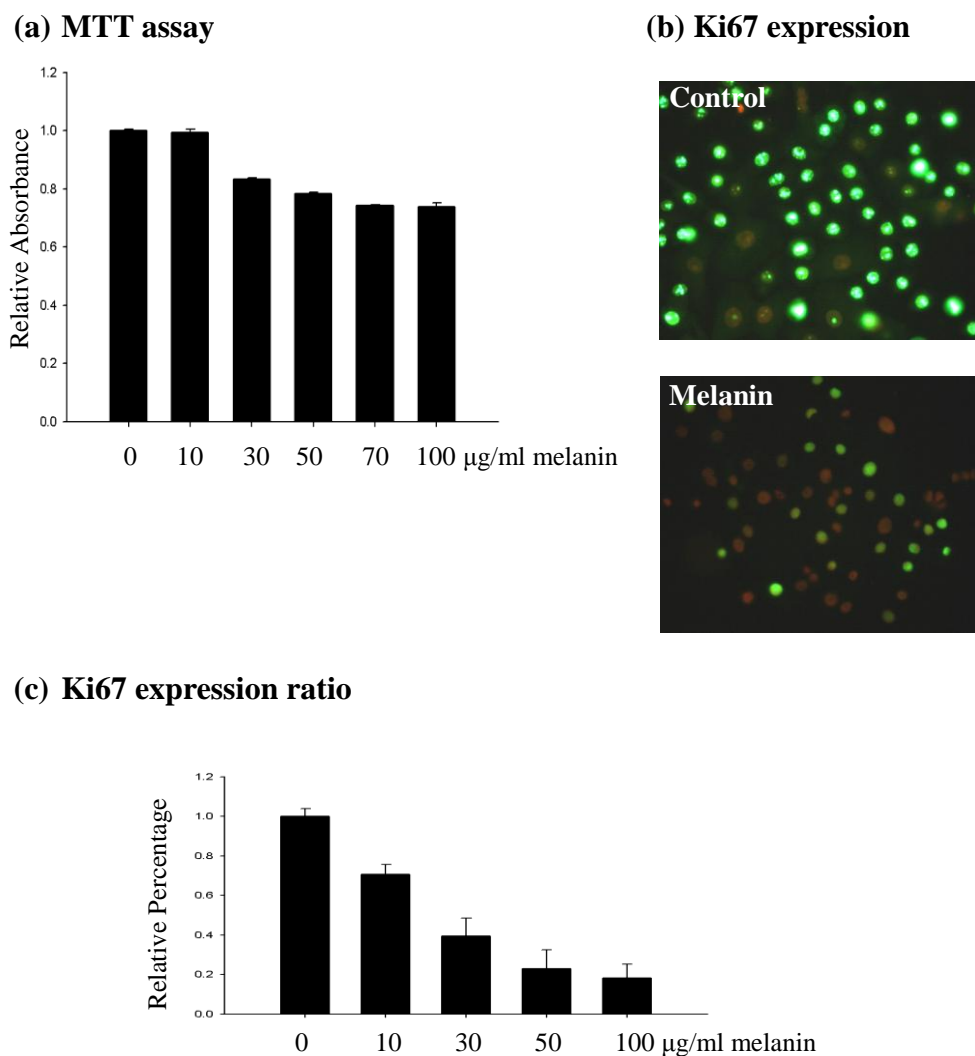 (a) MTT assay
1.2
1.0
0.8
0.6
0.4
0.2
0.0
Relative Absorbance
0 10 30 50 70 100 μg/ml melanin
(b) Ki67 expression
Control
Melanin
(c) Ki67 expression ratio
1.2
1.0
0.8
0.6
0.4
0.2
0.0
Relative Percentage
0 10 30 50 100 μg/ml melanin